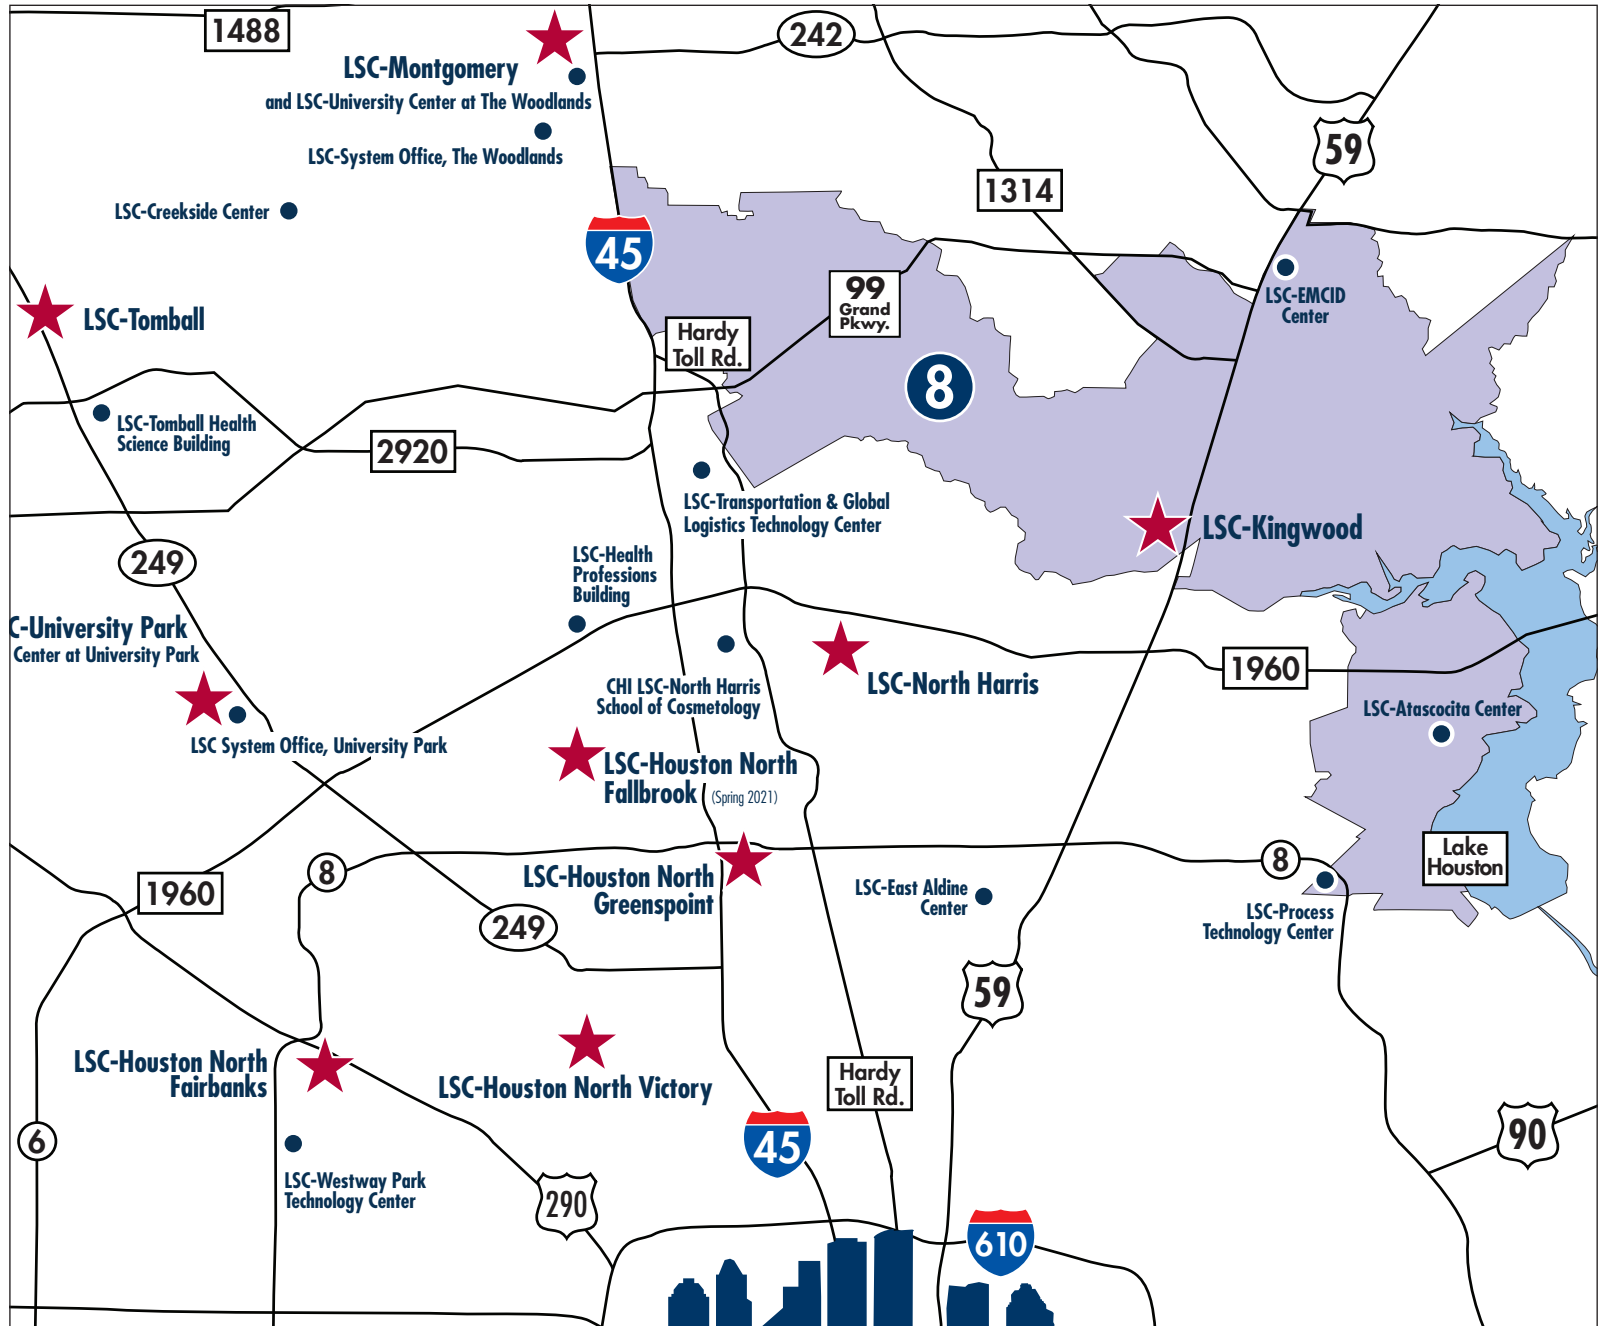 1488
242
LSC-Montgomery
and LSC-University Center at The Woodlands
LSC-System Office, The Woodlands
59
1314
LSC-Creekside Center
45
99
Grand
Pkwy.
LSC-EMCID
Center
LSC-Tomball
Hardy
Toll Rd.
8
LSC-Tomball Health
Science Building
2920
LSC-Transportation & Global
Logistics Technology Center
LSC-Kingwood
249
LSC-Health
Professions
Building
C-University Park
Center at University Park
LSC-North Harris
1960
CHI LSC-North Harris
School of Cosmetology
LSC-Atascocita Center
LSC System Office, University Park
LSC-Houston North
Fallbrook (Spring 2021)
8
1960
LSC-Houston North
Greenspoint
LSC-East Aldine
Center
8
Lake
Houston
249
LSC-Process
Technology Center
59
LSC-Houston North
Fairbanks
LSC-Houston North Victory
Hardy
Toll Rd.
6
45
90
LSC-Westway Park
Technology Center
290
610